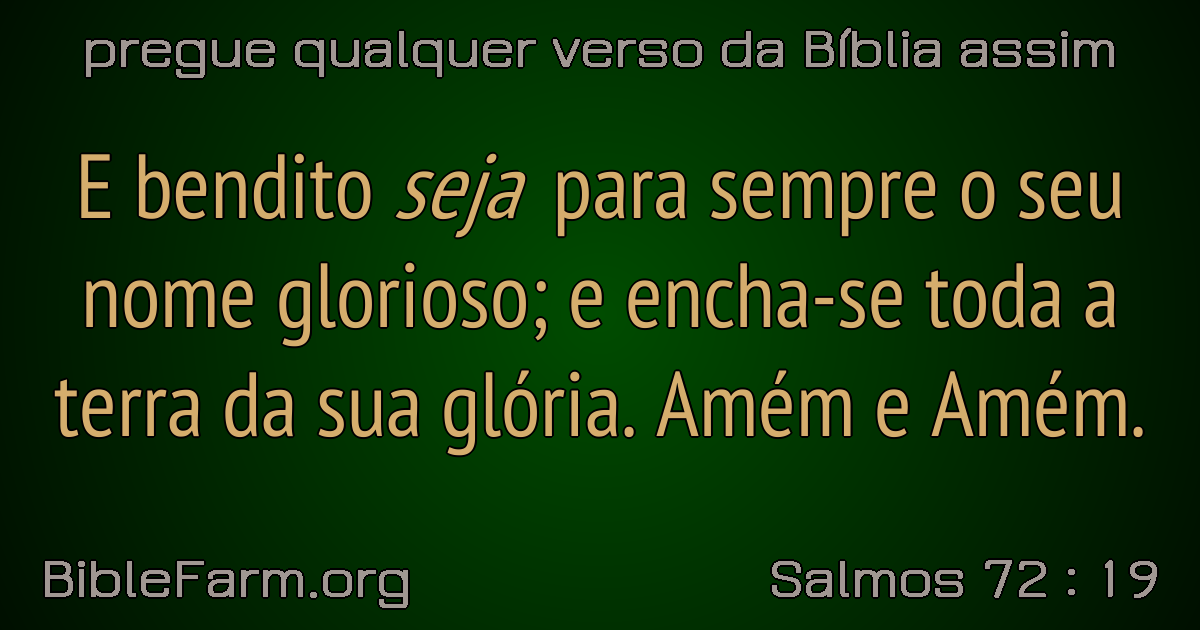 pregue qualquer verso da Bíblia assim
E bendito seja para sempre o seu
nome glorioso; e encha-se toda a
terra da sua glória. Amém e Amém.
BibleFarm.org
Salmos 72 : 19